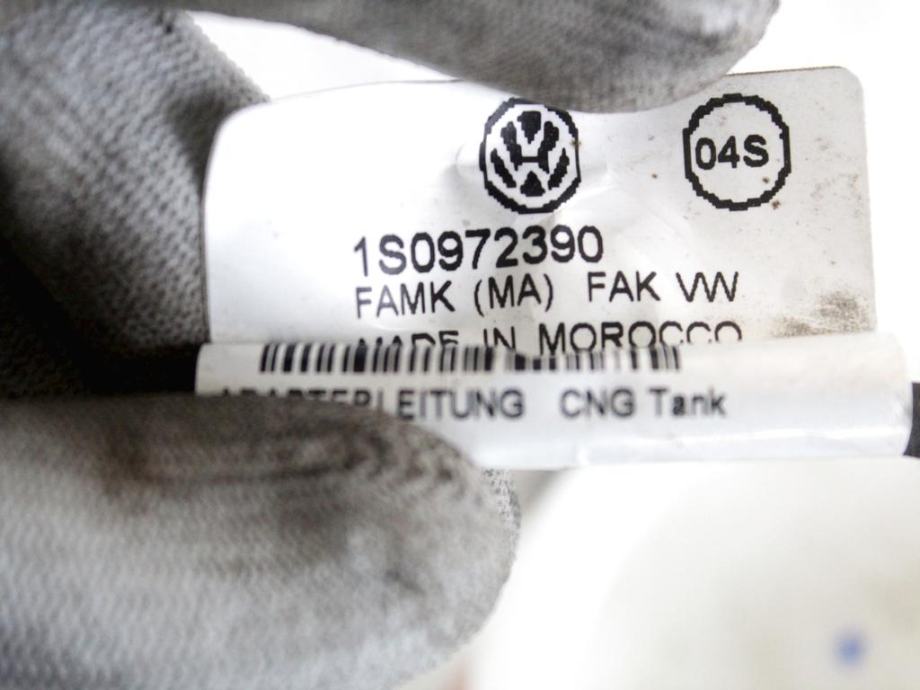 04S
1S0972390
FAMK (MA) FAK VW
MADE IN MOROCCO
ADAPTERLEITUNG CNG Tank